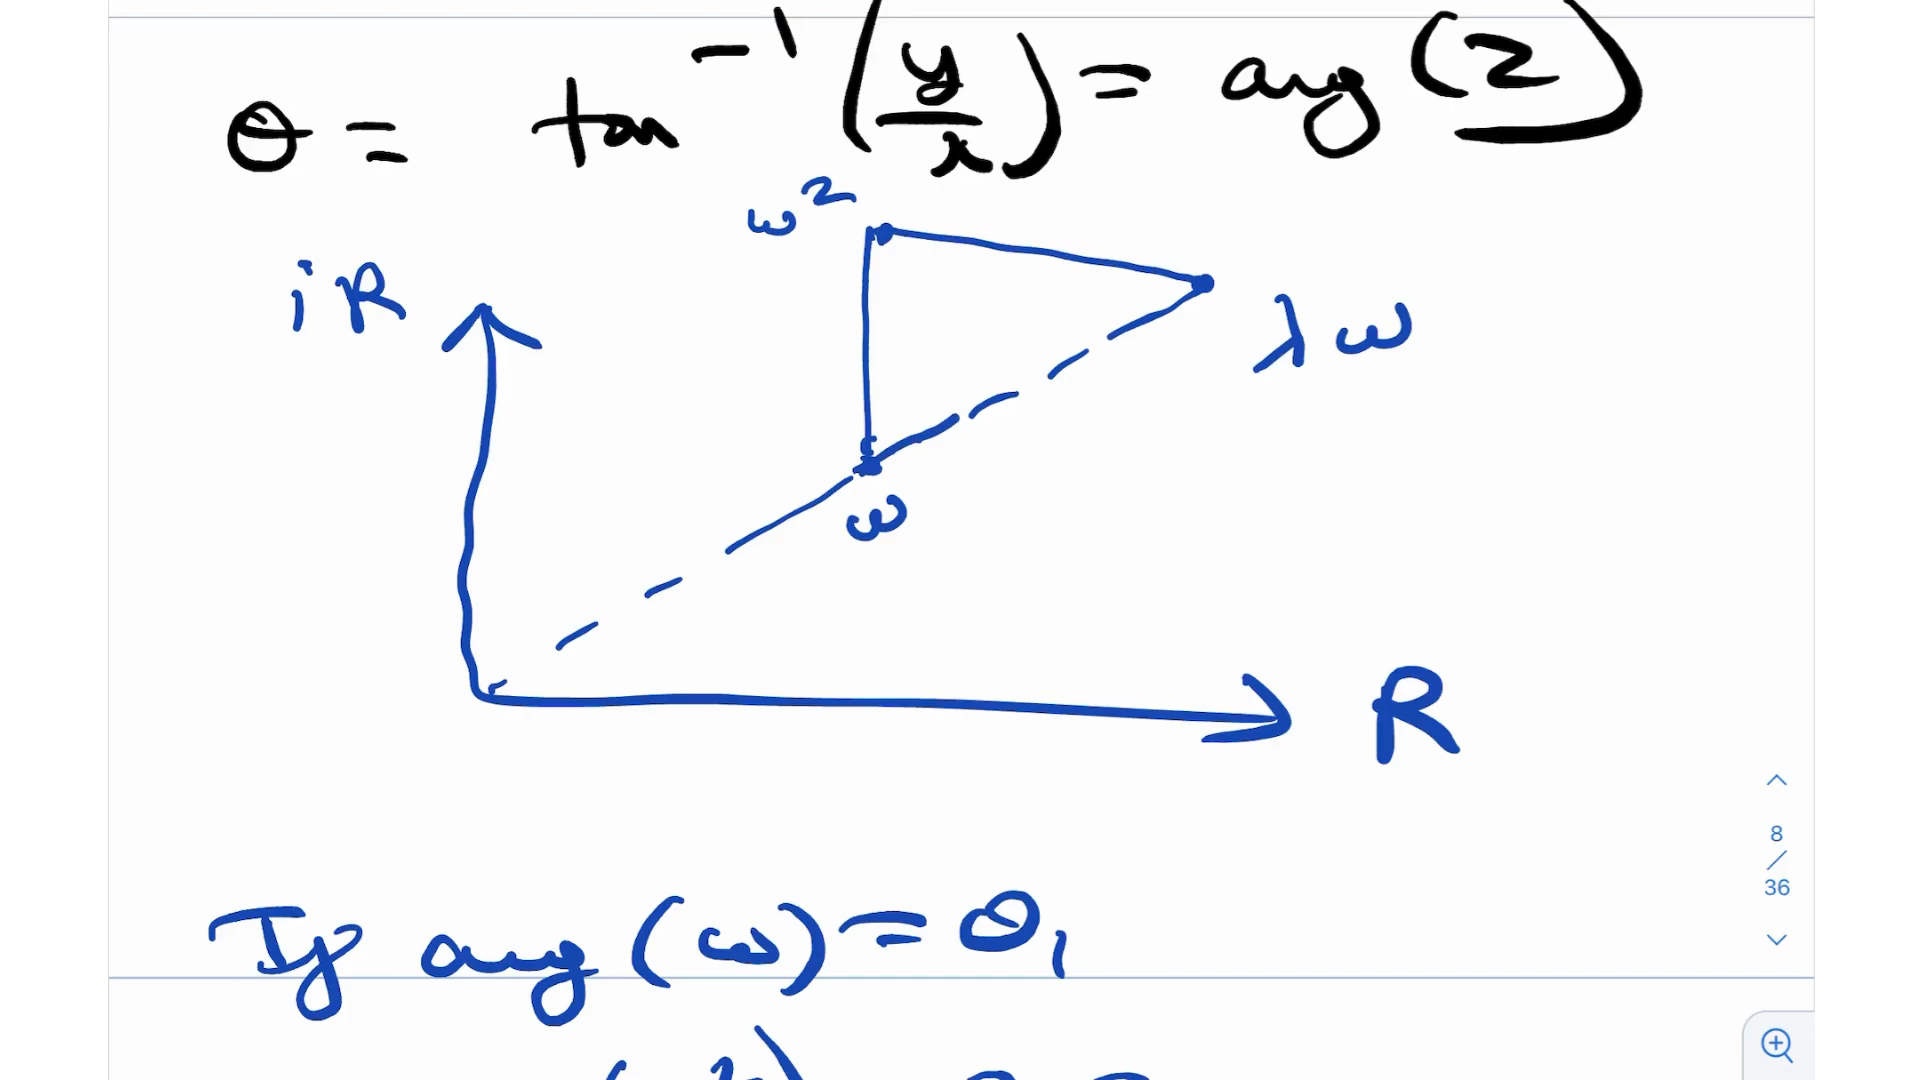 θ = tan⁻¹(y/x) = arg(z)
ω²
iR
λω
ω
R
8
/
36
If arg(ω) = θ₁